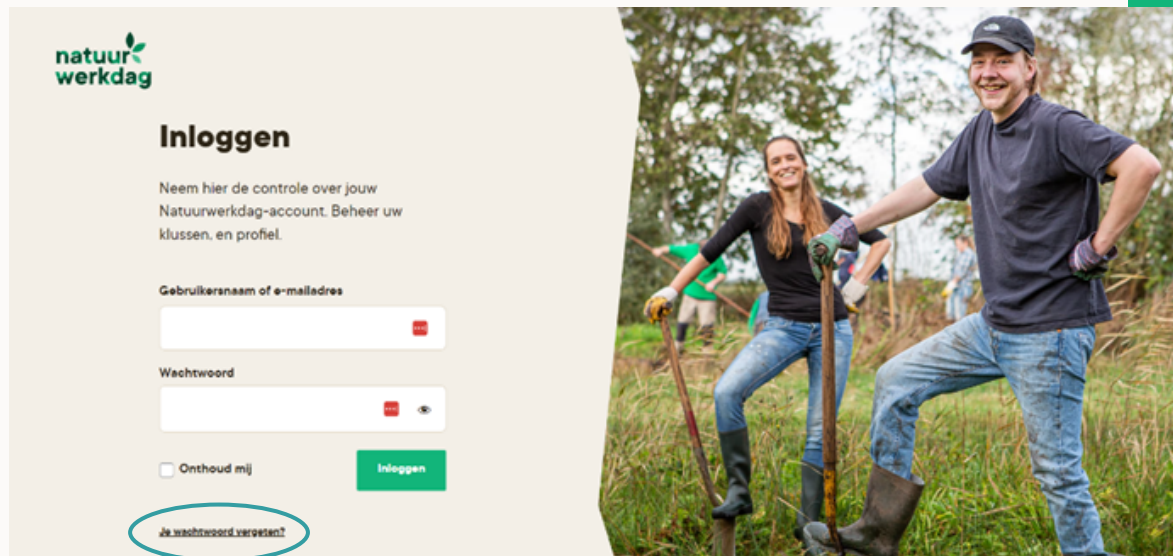 natuur
werkdag
Inloggen
Neem hier de controle over jouw
Natuurwerkdag-account. Beheer uw
klussen, en profiel.
Gebruikersnaam of e-mailadres
Wachtwoord
Onthoud mij
Inloggen
Je wachtwoord vergeten?